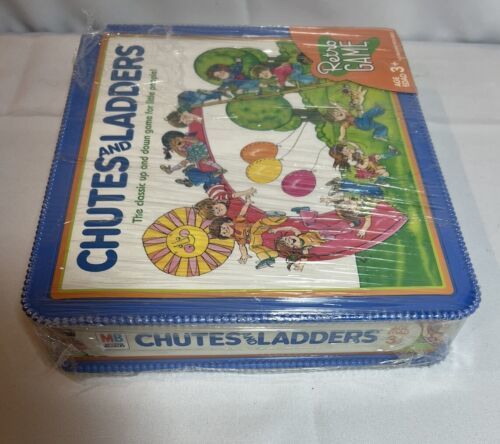 CHUTES AND LADDERS
The classic up and down game for little people!
Retro
GAME
AGE 3+
MB
CHUTES AND LADDERS
3+